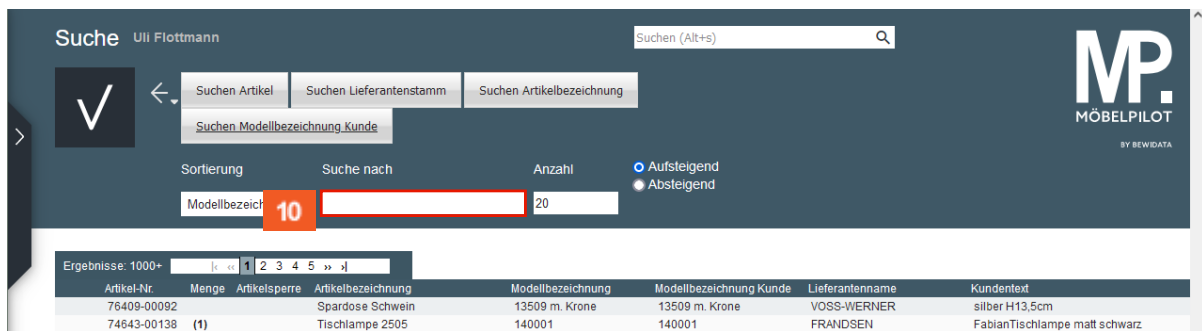 Suche Uli Flottmann
Suchen (Alt+s)
MP.
MÖBELPILOT
BY BEWIDATA
Suchen Artikel Suchen Lieferantenstamm Suchen Artikelbezeichnung
Suchen Modellbezeichnung Kunde
Sortierung Suche nach Anzahl Aufsteigend
Absteigend
Modellbezeich 10 20
Ergebnisse: 1000+ 1 2 3 4 5
Artikel-Nr. Menge Artikelsperre Artikelbezeichnung Modellbezeichnung Modellbezeichnung Kunde Lieferantenname Kundentext
76409-00092 Spardose Schwein 13509 m. Krone 13509 m. Krone VOSS-WERNER silber H13,5cm
74643-00138 (1) Tischlampe 2505 140001 140001 FRANDSEN FabianTischlampe matt schwarz